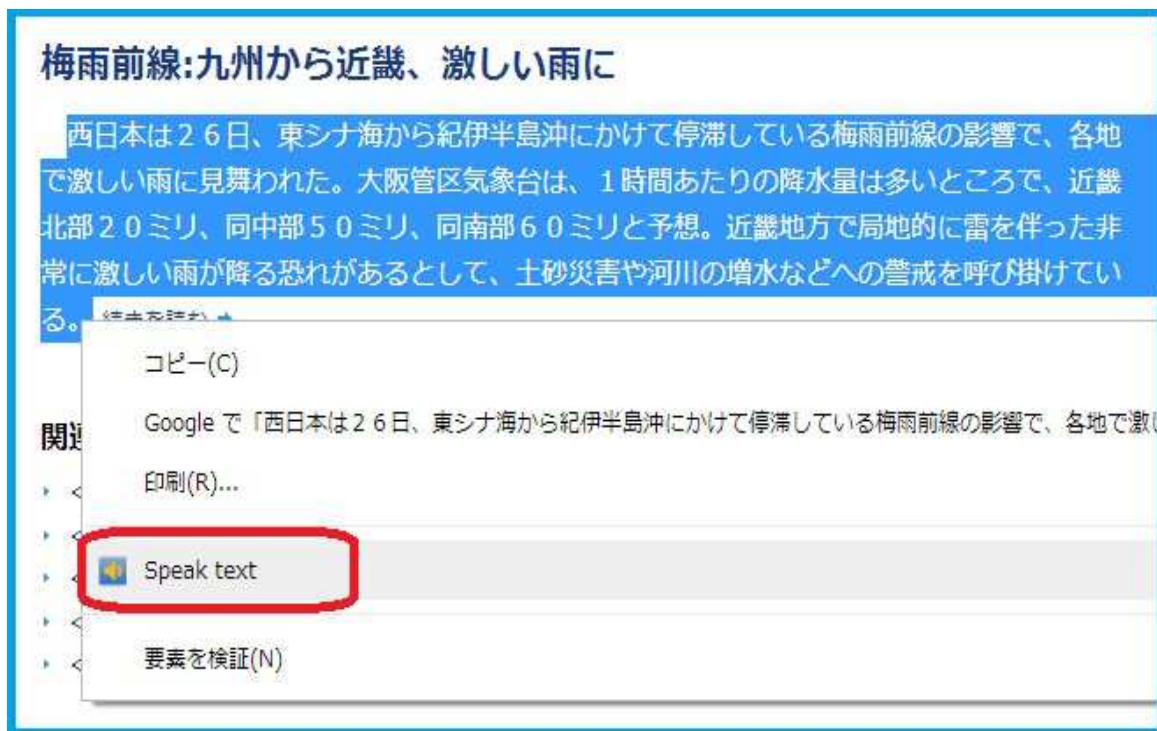 梅雨前線:九州から近畿、激しい雨に
西日本は２６日、東シナ海から紀伊半島沖にかけて停滞している梅雨前線の影響で、各地
で激しい雨に見舞われた。大阪管区気象台は、１時間あたりの降水量は多いところで、近畿
北部２０ミリ、同中部５０ミリ、同南部６０ミリと予想。近畿地方で局地的に雷を伴った非
常に激しい雨が降る恐れがあるとして、土砂災害や河川の増水などへの警戒を呼び掛けてい
る。
コピー(C)
Google で「西日本は２６日、東シナ海から紀伊半島沖にかけて停滞している梅雨前線の影響で、各地で激
関連
印刷(R)...
Speak text
要素を検証(N)